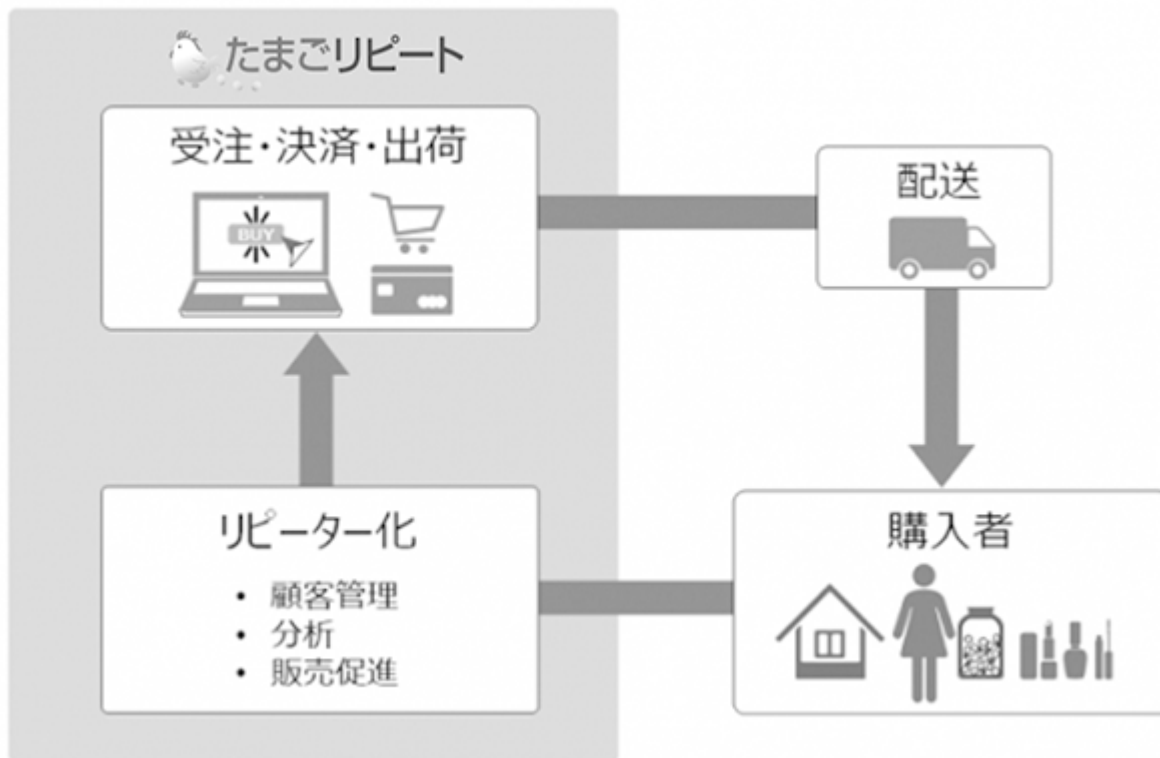 たまごリピート
受注・決済・出荷
BUY
配送
リピーター化
• 顧客管理
• 分析
• 販売促進
購入者